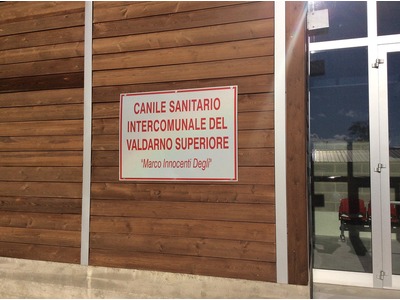 CANILE SANITARIO
INTERCOMUNALE DEL
VALDARNO SUPERIORE
"Marco Innocenti Degli"